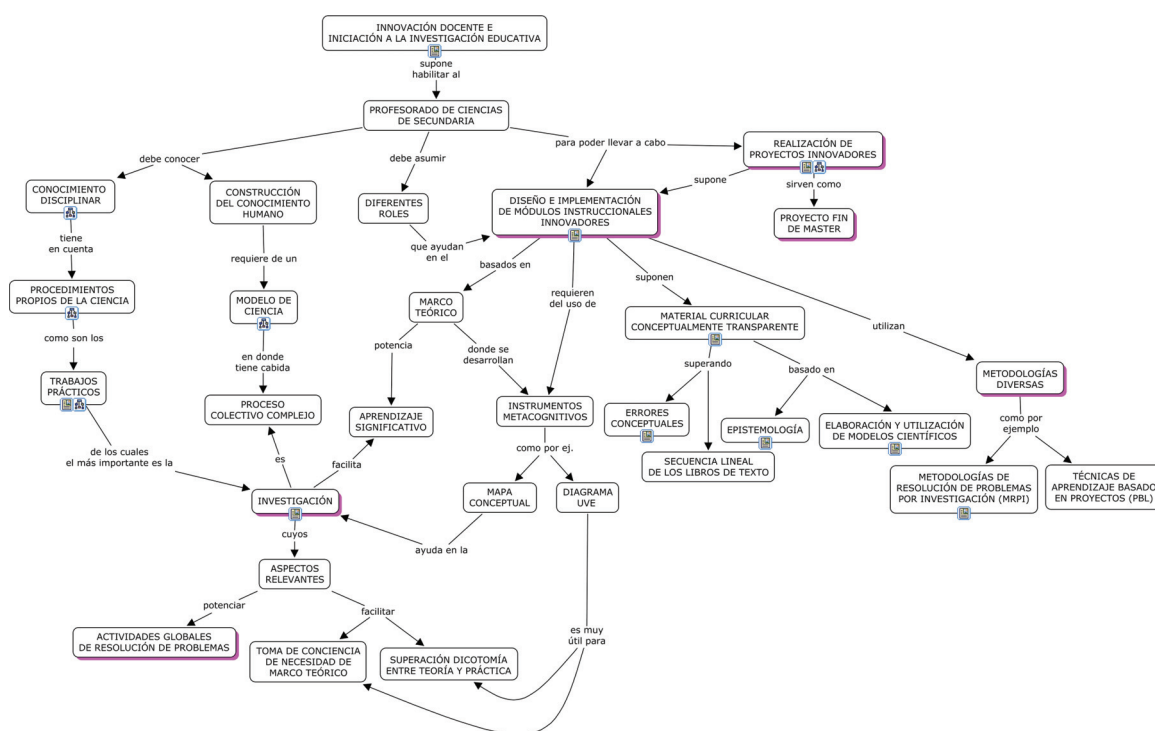 INNOVACIÓN DOCENTE E
INICIACIÓN A LA INVESTIGACIÓN EDUCATIVA
supone
habilitar al
PROFESORADO DE CIENCIAS
DE SECUNDARIA
debe conocer
debe asumir
para poder llevar a cabo
REALIZACIÓN DE
PROYECTOS INNOVADORES
supone
sirven como
PROYECTO FIN
DE MASTER
CONOCIMIENTO
DISCIPLINAR
CONSTRUCCIÓN
DEL CONOCIMIENTO
HUMANO
DIFERENTES
ROLES
DISEÑO E IMPLEMENTACIÓN
DE MÓDULOS INSTRUCCIONALES
INNOVADORES
tiene
en cuenta
requiere de un
que ayudan
en el
basados en
requieren
del uso de
suponen
utilizan
PROCEDIMIENTOS
PROPIOS DE LA CIENCIA
MODELO DE
CIENCIA
MARCO
TEÓRICO
MATERIAL CURRICULAR
CONCEPTUALMENTE TRANSPARENTE
como son los
en donde
tiene cabida
potencia
donde se
desarrollan
superando
basado en
METODOLOGÍAS
DIVERSAS
TRABAJOS
PRÁCTICOS
PROCESO
COLECTIVO COMPLEJO
APRENDIZAJE
SIGNIFICATIVO
INSTRUMENTOS
METACOGNITIVOS
ERRORES
CONCEPTUALES
EPISTEMOLOGÍA
ELABORACIÓN Y UTILIZACIÓN
DE MODELOS CIENTÍFICOS
como por
ejemplo
de los cuales
el más importante es la
es
facilita
como por ej.
SECUENCIA LINEAL
DE LOS LIBROS DE TEXTO
METODOLOGÍAS DE
RESOLUCIÓN DE PROBLEMAS
POR INVESTIGACIÓN (MRPI)
TÉCNICAS DE
APRENDIZAJE BASADO
EN PROYECTOS (PBL)
INVESTIGACIÓN
MAPA
CONCEPTUAL
DIAGRAMA
UVE
cuyos
ayuda en la
ASPECTOS
RELEVANTES
potenciar
facilitar
es muy
útil para
ACTIVIDADES GLOBALES
DE RESOLUCIÓN DE PROBLEMAS
TOMA DE CONCIENCIA
DE NECESIDAD DE
MARCO TEÓRICO
SUPERACIÓN DICOTOMÍA
ENTRE TEORÍA Y PRÁCTICA